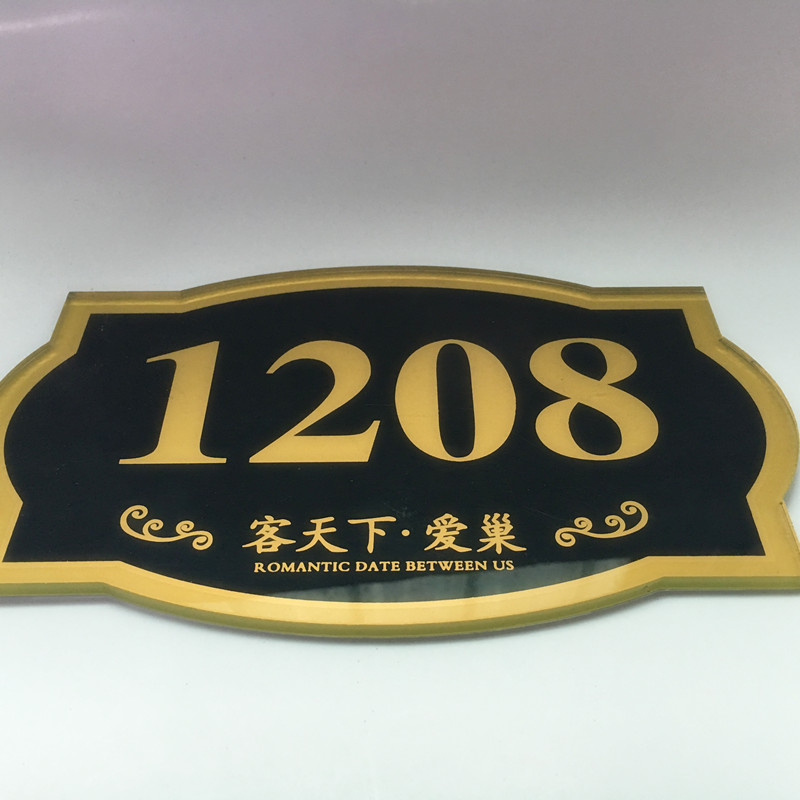 1208
客天下·爱巢
ROMANTIC DATE BETWEEN US